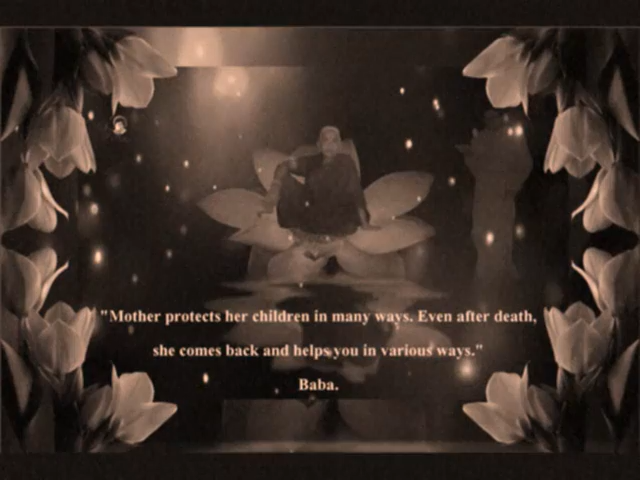 "Mother protects her children in many ways. Even after death,
she comes back and helps you in various ways."
Baba.